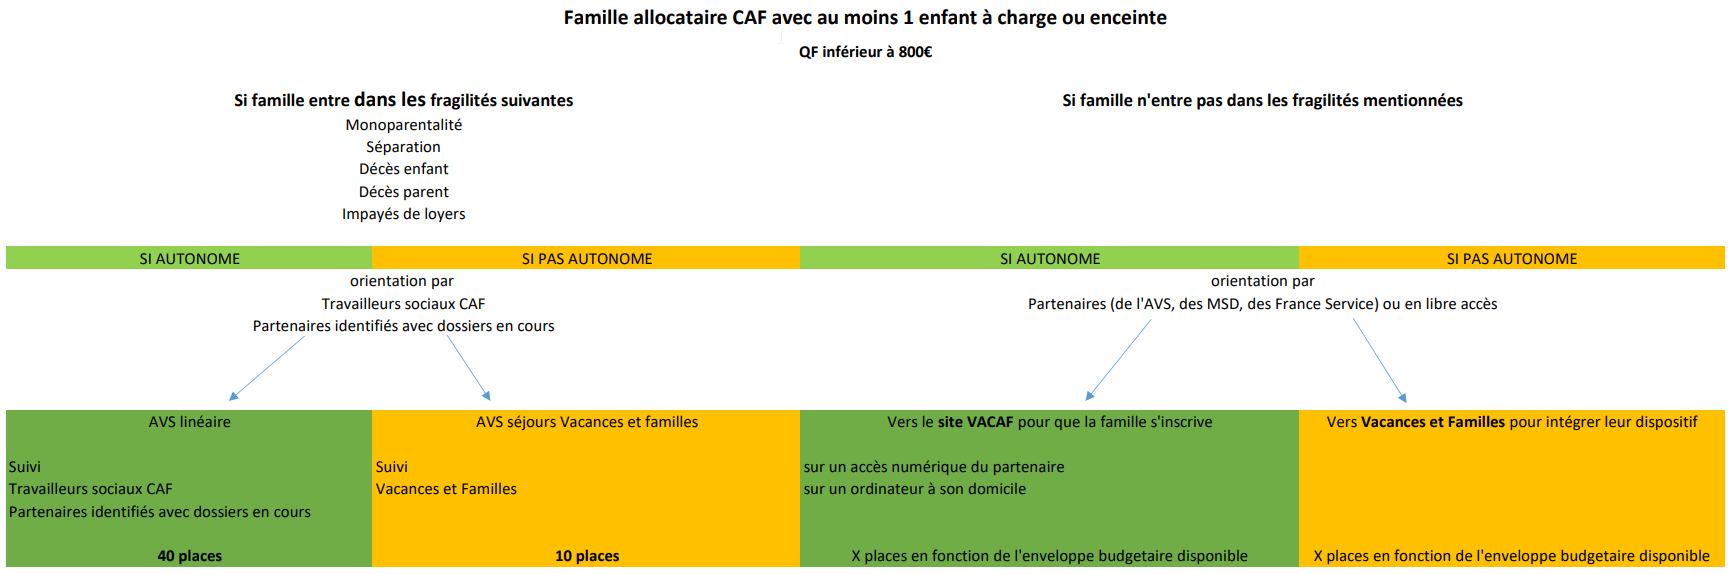 Famille allocataire CAF avec au moins 1 enfant à charge ou enceinte
QF inférieur à 800€
Si famille entre dans les fragilités suivantes
Monoparentalité
Séparation
Décès enfant
Décès parent
Impayés de loyers
Si famille n'entre pas dans les fragilités mentionnées
SI AUTONOME
SI PAS AUTONOME
SI AUTONOME
SI PAS AUTONOME
orientation par
Travailleurs sociaux CAF
Partenaires identifiés avec dossiers en cours
orientation par
Partenaires (de l'AVS, des MSD, des France Service) ou en libre accès
AVS linéaire
Suivi
Travailleurs sociaux CAF
Partenaires identifiés avec dossiers en cours
40 places
AVS séjours Vacances et familles
Suivi
Vacances et Familles
10 places
Vers le site VACAF pour que la famille s'inscrive
sur un accès numérique du partenaire
sur un ordinateur à son domicile
X places en fonction de l'enveloppe budgetaire disponible
Vers Vacances et Familles pour intégrer leur dispositif
X places en fonction de l'enveloppe budgetaire disponible